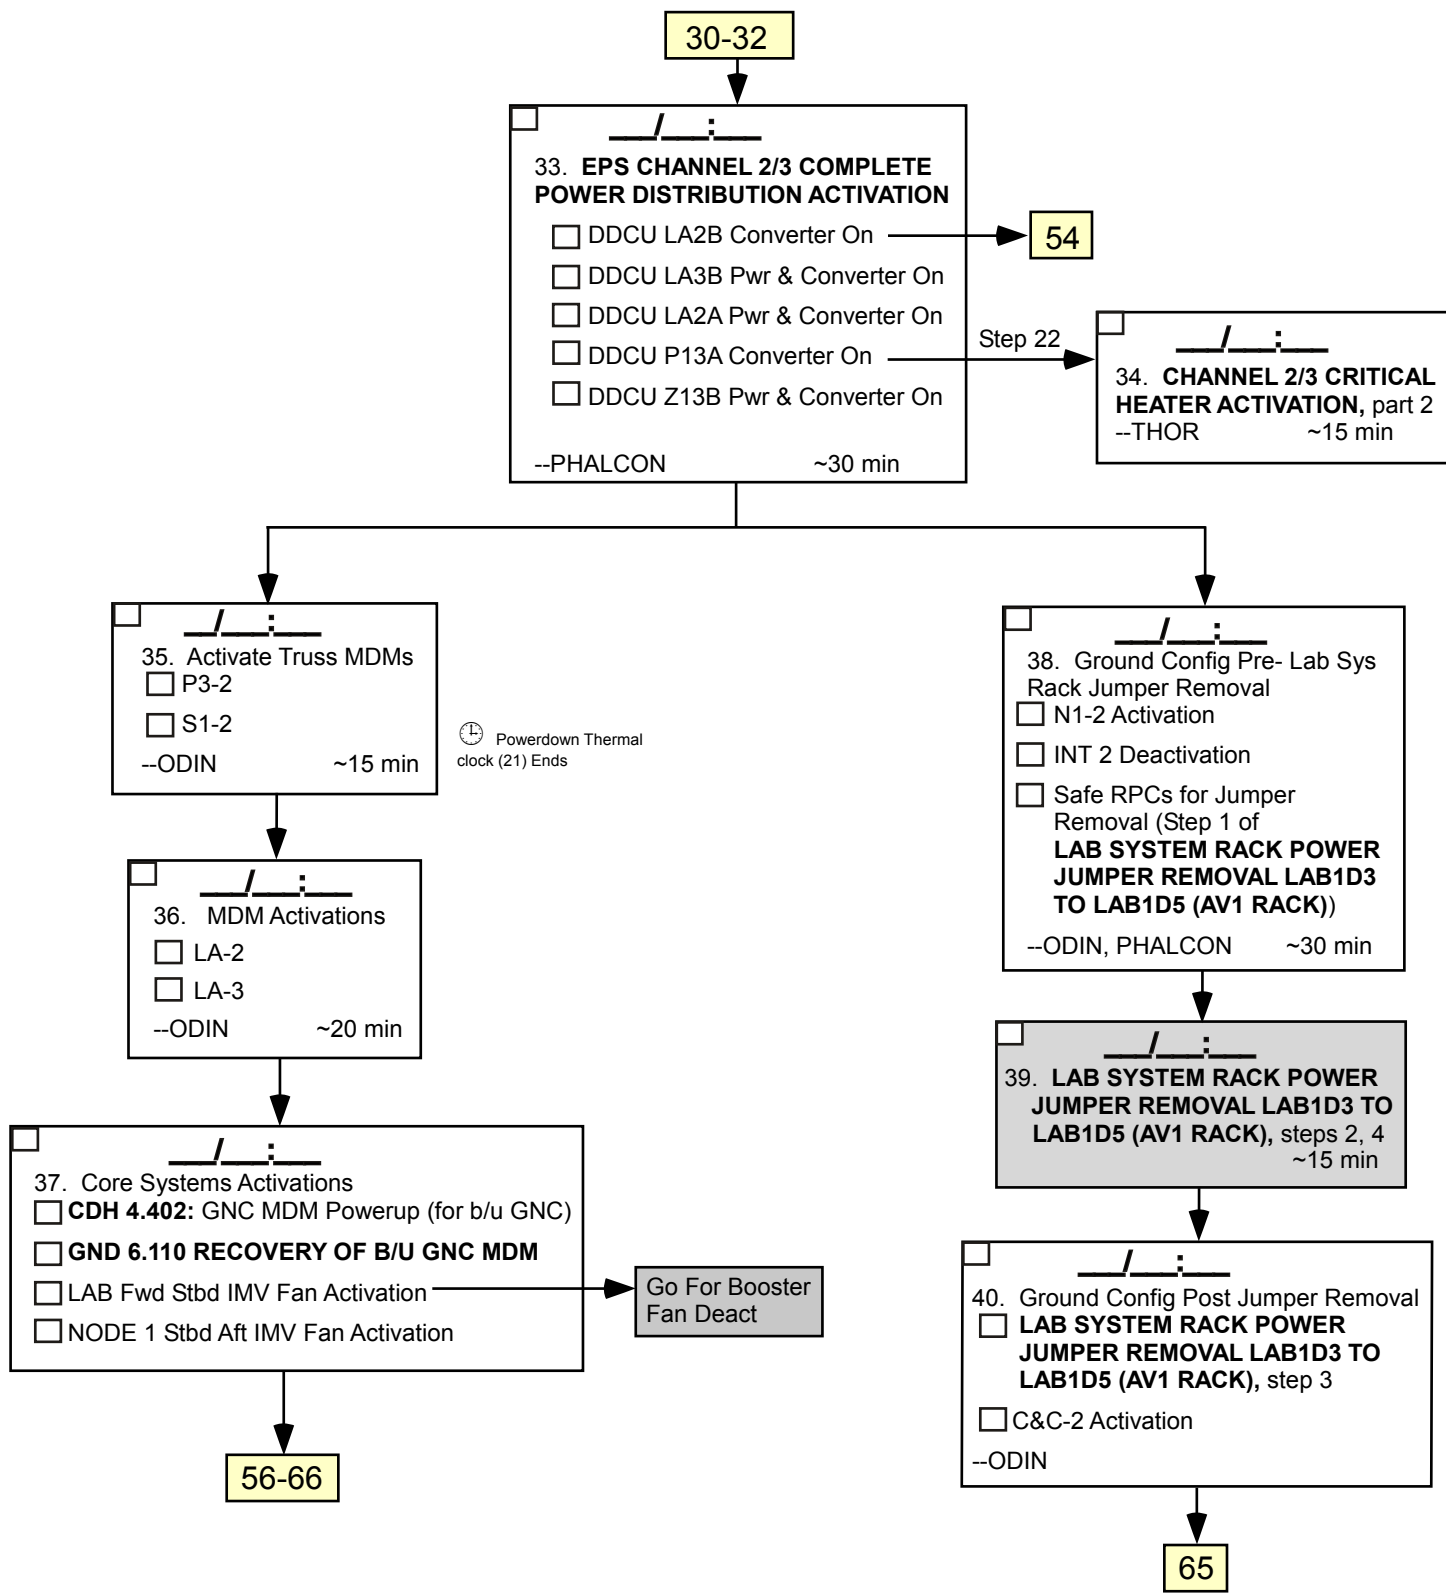 30-32
___/___:___
33. EPS CHANNEL 2/3 COMPLETE
POWER DISTRIBUTION ACTIVATION
DDCU LA2B Converter On
54
DDCU LA3B Pwr & Converter On
DDCU LA2A Pwr & Converter On
DDCU P13A Converter On
Step 22
DDCU Z13B Pwr & Converter On
--PHALCON ~30 min
___/___:___
34. CHANNEL 2/3 CRITICAL
HEATER ACTIVATION, part 2
--THOR ~15 min
___/___:___
35. Activate Truss MDMs
P3-2
S1-2
--ODIN ~15 min
Powerdown Thermal
clock (21) Ends
___/___:___
36. MDM Activations
LA-2
LA-3
--ODIN ~20 min
___/___:___
37. Core Systems Activations
CDH 4.402: GNC MDM Powerup (for b/u GNC)
GND 6.110 RECOVERY OF B/U GNC MDM
LAB Fwd Stbd IMV Fan Activation
NODE 1 Stbd Aft IMV Fan Activation
Go For Booster
Fan Deact
56-66
___/___:___
38. Ground Config Pre- Lab Sys
Rack Jumper Removal
N1-2 Activation
INT 2 Deactivation
Safe RPCs for Jumper
Removal (Step 1 of
LAB SYSTEM RACK POWER
JUMPER REMOVAL LAB1D3
TO LAB1D5 (AV1 RACK))
--ODIN, PHALCON ~30 min
___/___:___
39. LAB SYSTEM RACK POWER
JUMPER REMOVAL LAB1D3 TO
LAB1D5 (AV1 RACK), steps 2, 4
~15 min
___/___:___
40. Ground Config Post Jumper Removal
LAB SYSTEM RACK POWER
JUMPER REMOVAL LAB1D3 TO
LAB1D5 (AV1 RACK), step 3
C&C-2 Activation
--ODIN
65